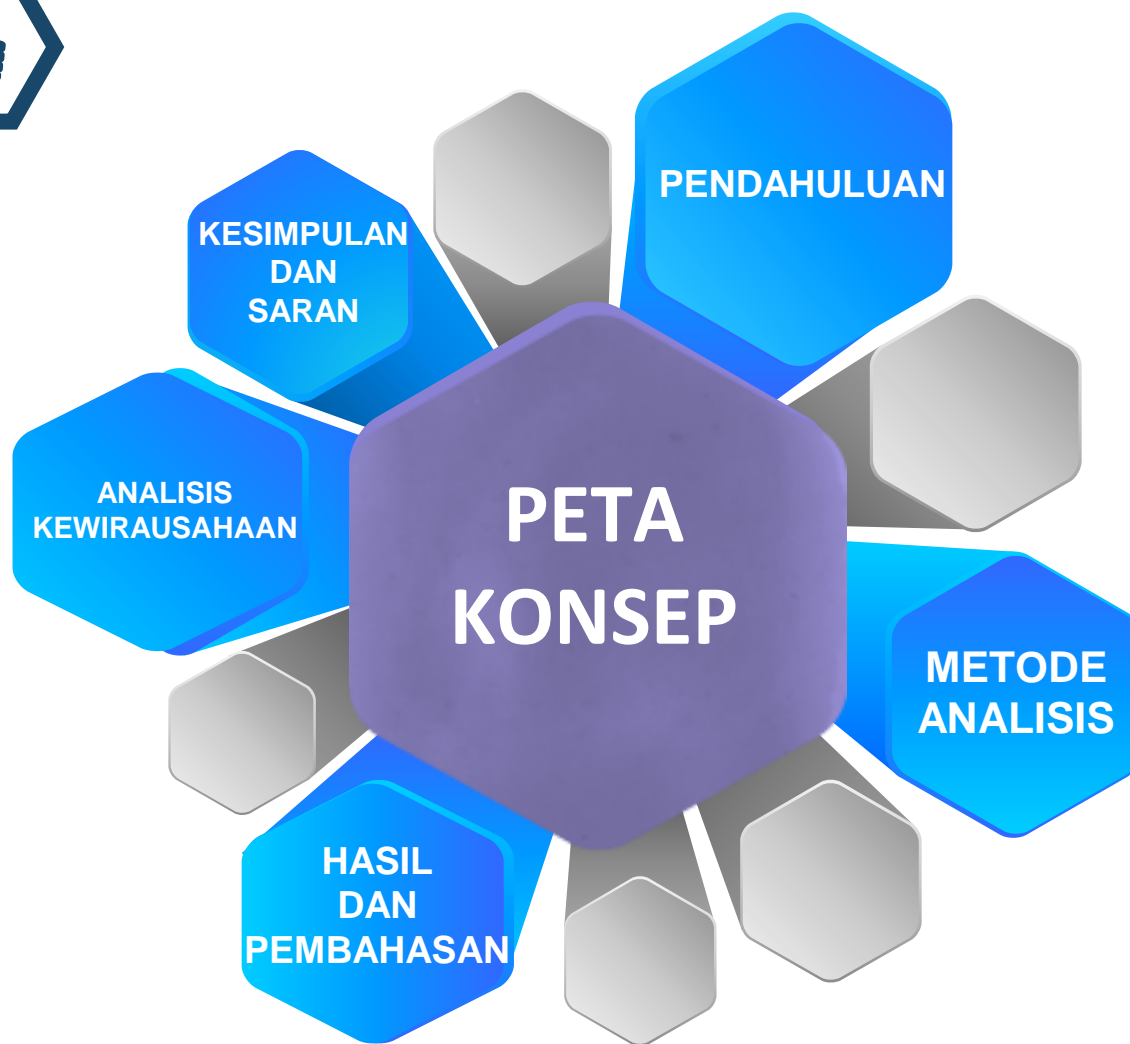 PENDAHULUAN
KESIMPULAN
DAN
SARAN
ANALISIS
KEWIRAUSAHAAN
PETA
KONSEP
METODE
ANALISIS
HASIL
DAN
PEMBAHASAN